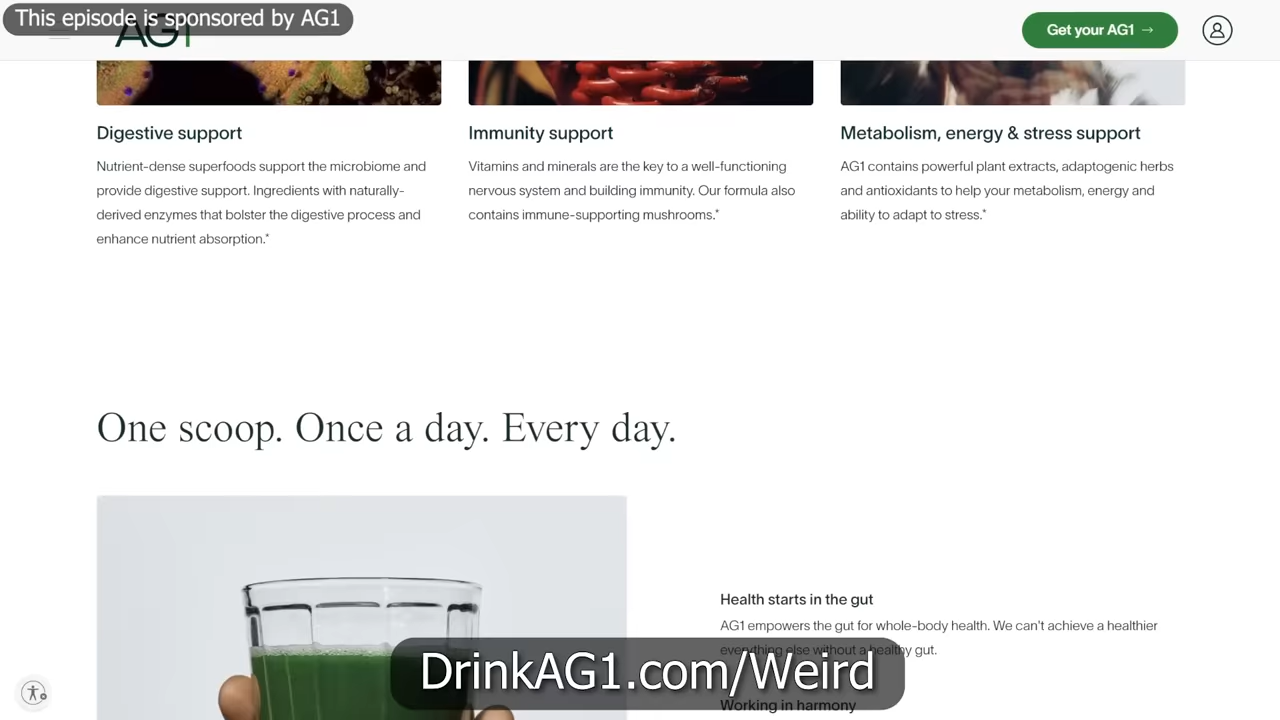 This episode is sponsored by AG1
AG1
Get your AG1 →
Digestive support
Nutrient-dense superfoods support the microbiome and
provide digestive support. Ingredients with naturally-
derived enzymes that bolster the digestive process and
enhance nutrient absorption.*
Immunity support
Vitamins and minerals are the key to a well-functioning
nervous system and building immunity. Our formula also
contains immune-supporting mushrooms.*
Metabolism, energy & stress support
AG1 contains powerful plant extracts, adaptogenic herbs
and antioxidants to help your metabolism, energy and
ability to adapt to stress.*
One scoop. Once a day. Every day.
Health starts in the gut
AG1 empowers the gut for whole-body health. We can't achieve a healthier
everything else without a healthy gut.
DrinkAG1.com/Weird
Working in harmony